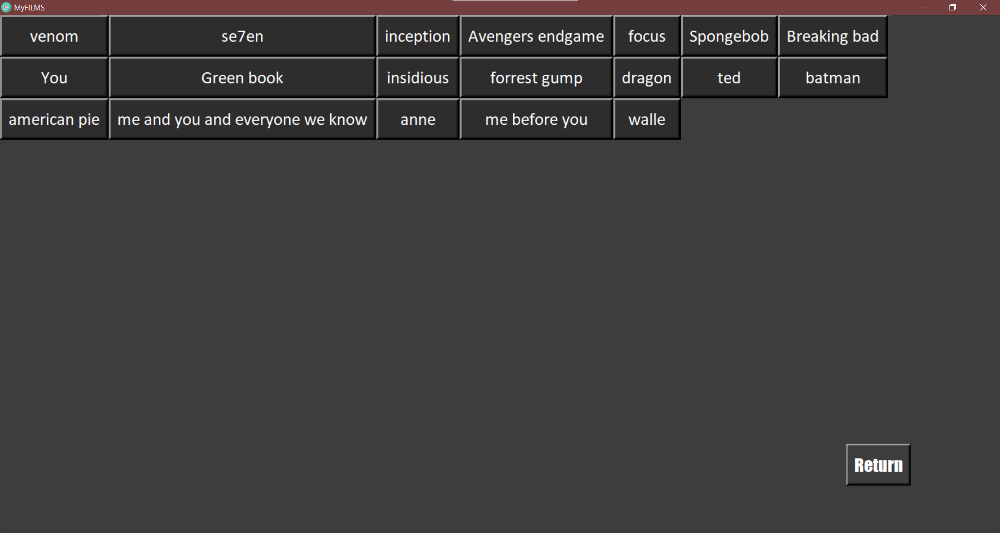 MyFILMS
venom se7en inception Avengers endgame focus Spongebob Breaking bad
You Green book insidious forrest gump dragon ted batman
american pie me and you and everyone we know anne me before you walle
Return